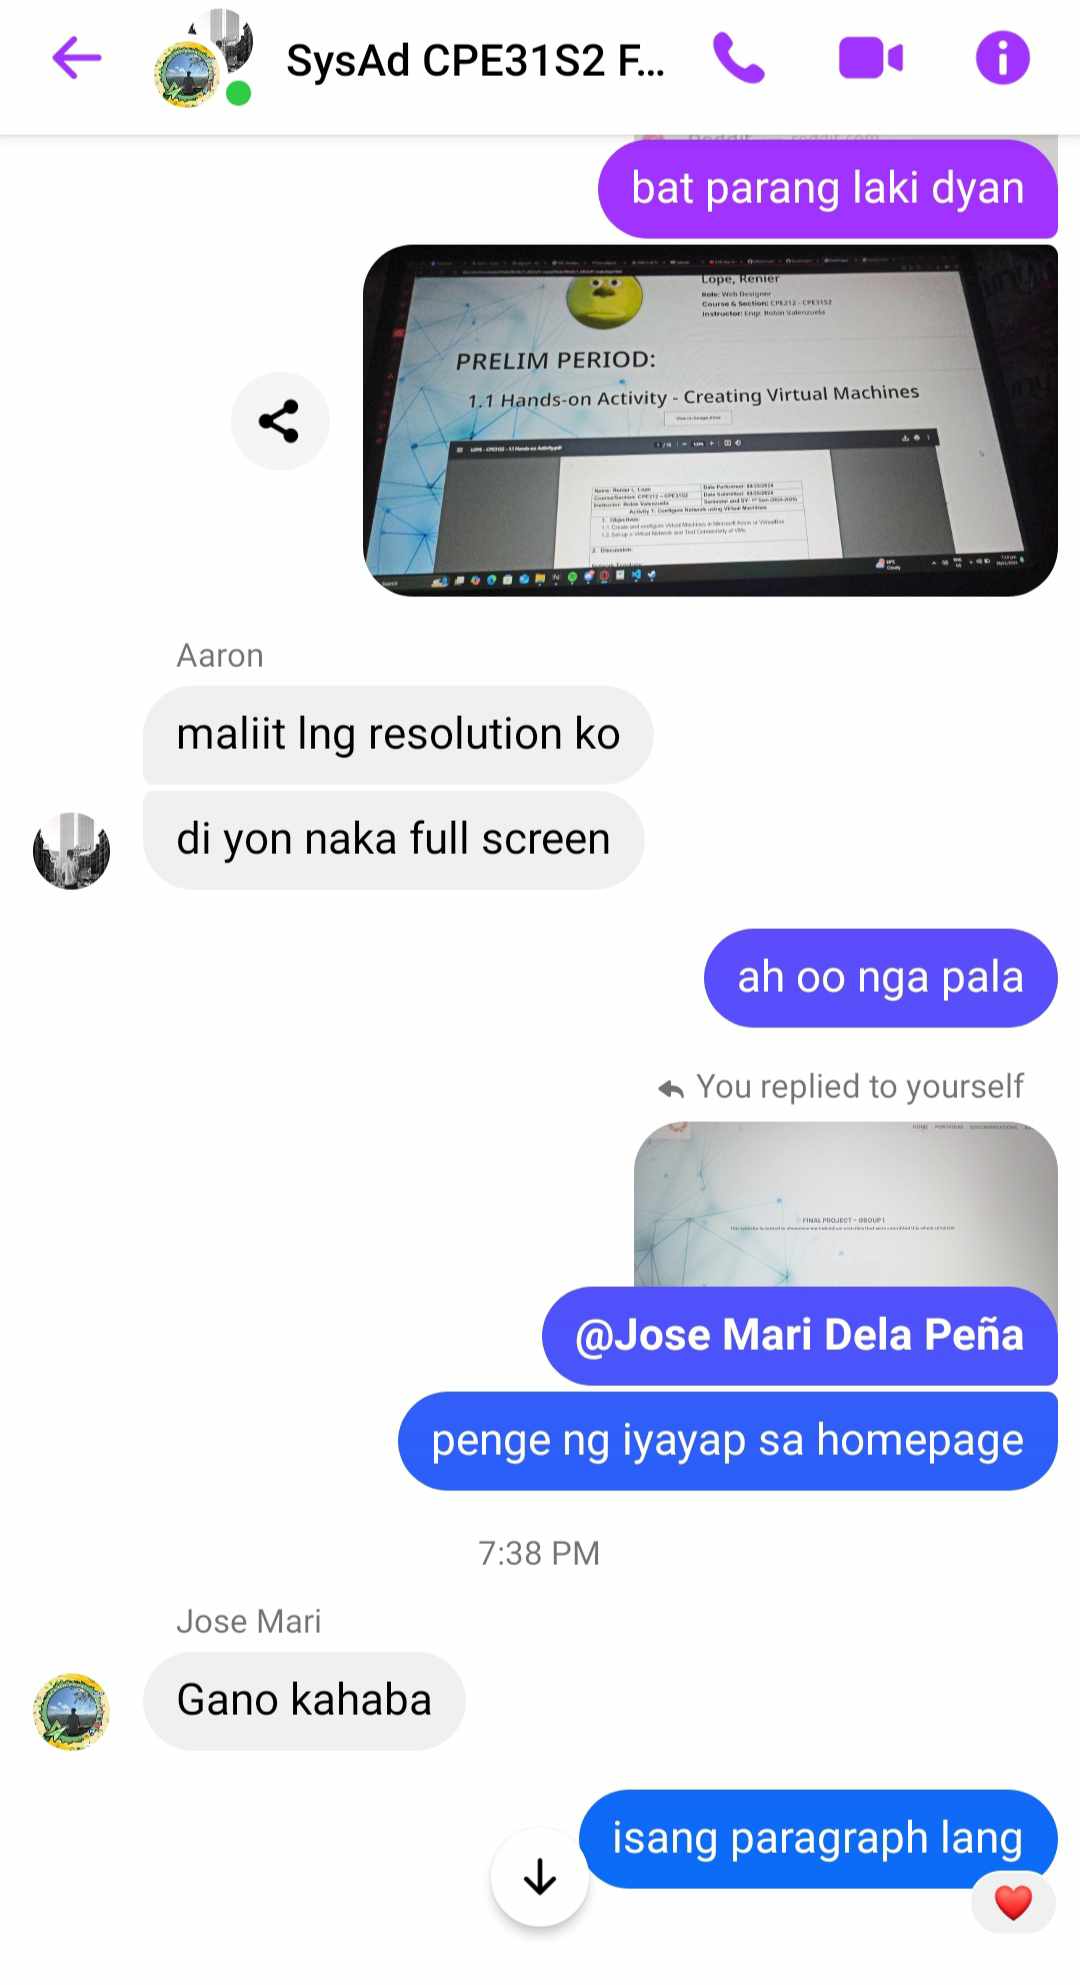 SysAd CPE31S2 F...
bat parang laki dyan
Lope, Renier
Role: Web Designer
Course & Section: CPE212 - CPE31S2
Instructor: Engr. Robin Valenzuela
PRELIM PERIOD:
1.1 Hands-on Activity - Creating Virtual Machines
Aaron
maliit lng resolution ko
di yon naka full screen
ah oo nga pala
You replied to yourself
FINAL PROJECT - GROUP 1
@Jose Mari Dela Peña
penge ng iyayap sa homepage
7:38 PM
Jose Mari
Gano kahaba
isang paragraph lang